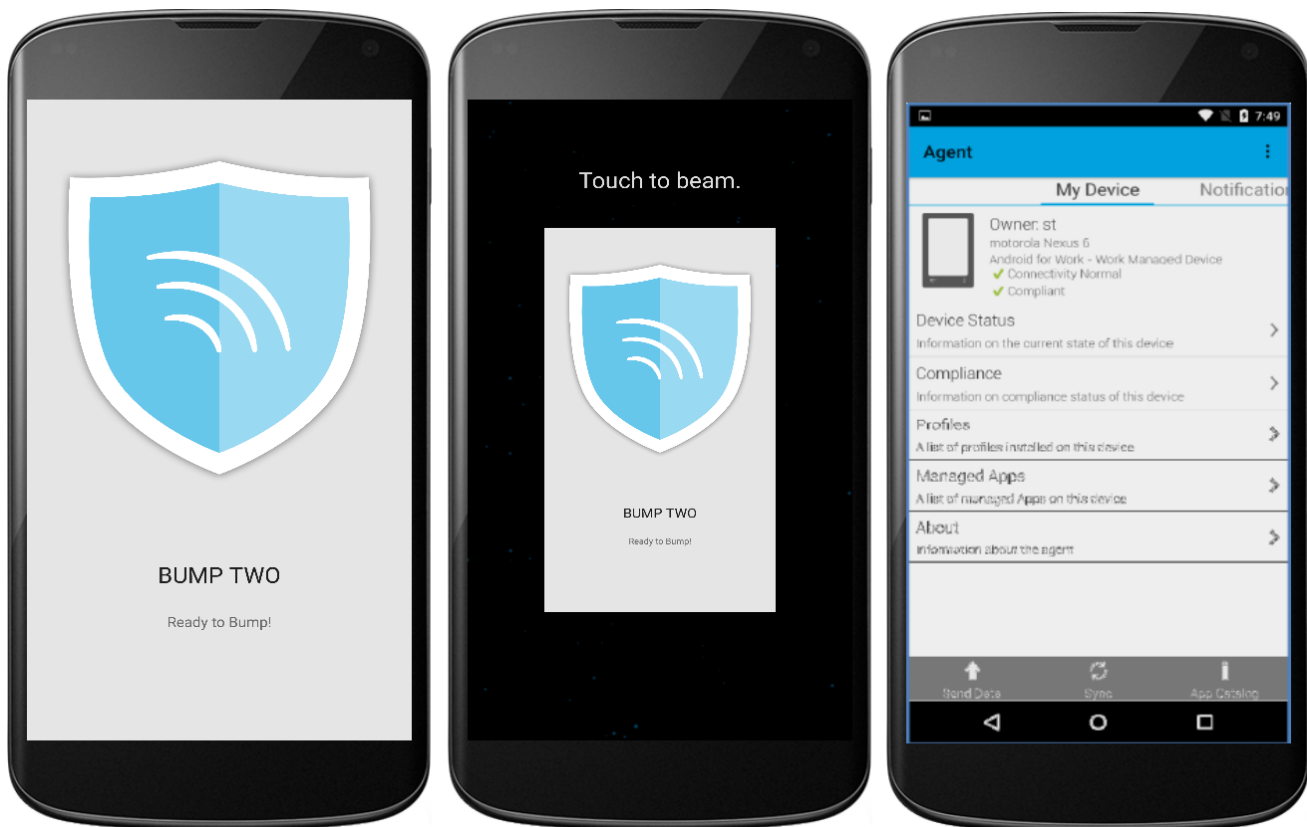 BUMP TWO
Ready to Bump!
Touch to beam.
BUMP TWO
Ready to Bump!
7:49
Agent
My Device
Notification
Owner: st
motorola Nexus 6
Android for Work - Work Managed Device
Connectivity Normal
Compliant
Device Status
Information on the current state of this device
Compliance
Information on compliance status of this device
Profiles
A list of profiles installed on this device
Managed Apps
A list of managed Apps on this device
About
Information about the agent
Send Data
Sync
App Catalog